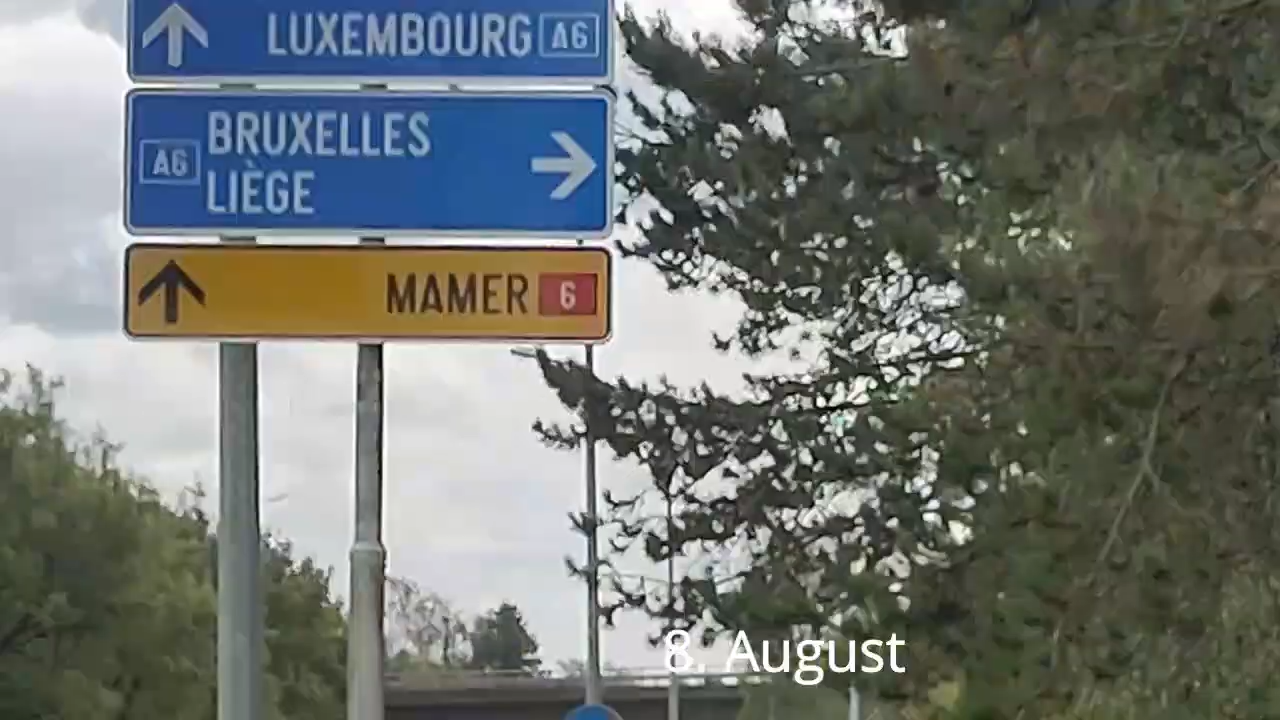 LUXEMBOURG A6
A6 BRUXELLES
LIÈGE
MAMER 6
8. August